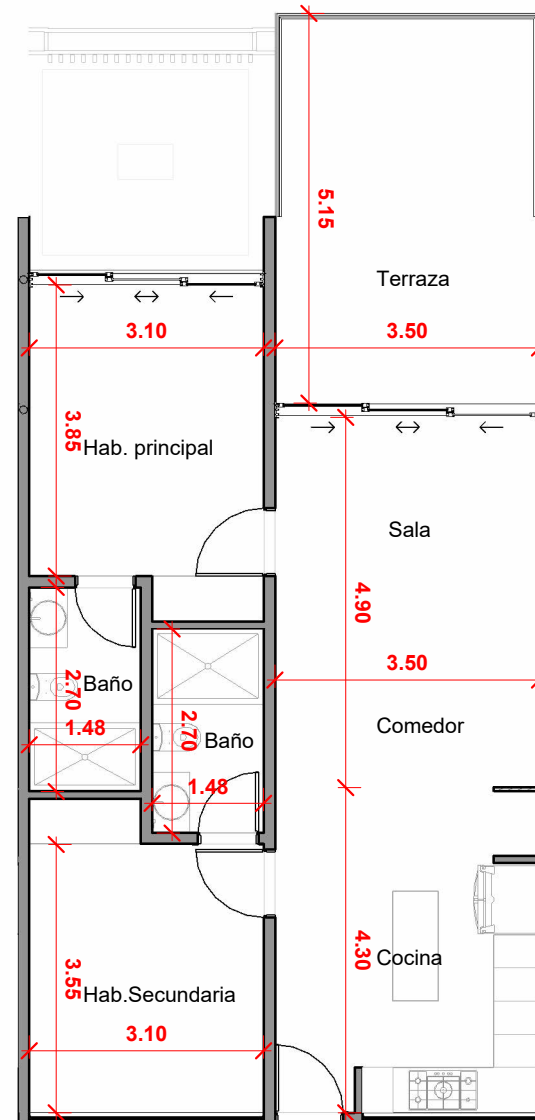 5.15
Terraza
3.10
3.50
3.85
Hab. principal
Sala
4.90
3.50
2.70
Baño
Comedor
1.48
2.70
Baño
1.48
4.30
Cocina
3.55
Hab.Secundaria
3.10